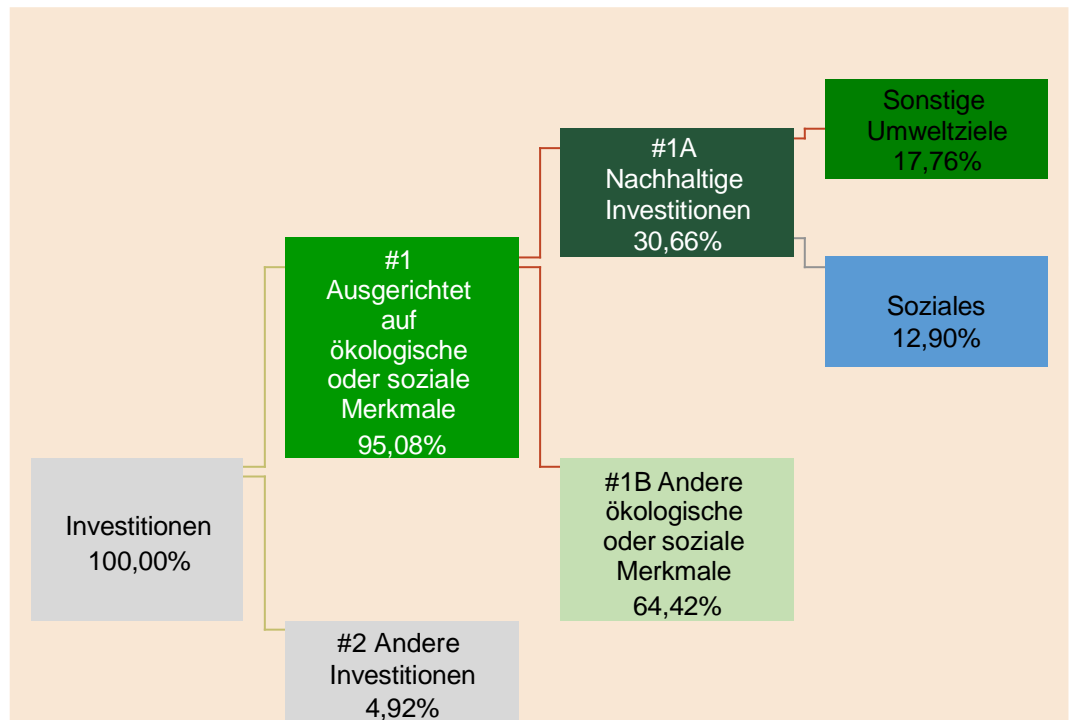 Sonstige
Umweltziele
17,76%
#1A
Nachhaltige
Investitionen
30,66%
#1
Ausgerichtet
auf
ökologische
oder soziale
Merkmale
95,08%
Soziales
12,90%
#1B Andere
ökologische
oder soziale
Merkmale
64,42%
Investitionen
100,00%
#2 Andere
Investitionen
4,92%